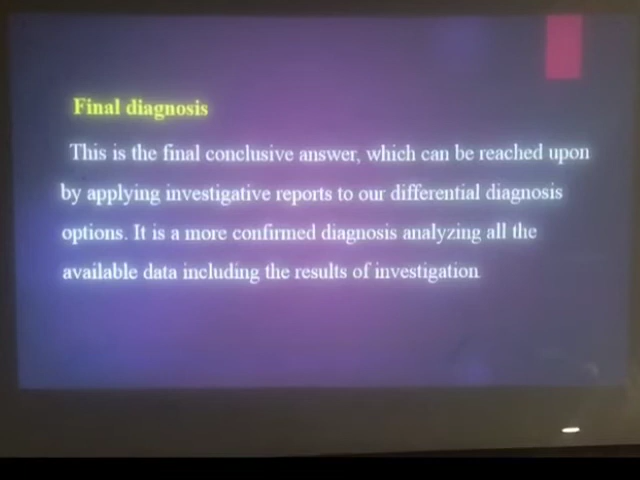 Final diagnosis
This is the final conclusive answer, which can be reached upon
by applying investigative reports to our differential diagnosis
options. It is a more confirmed diagnosis analyzing all the
available data including the results of investigation